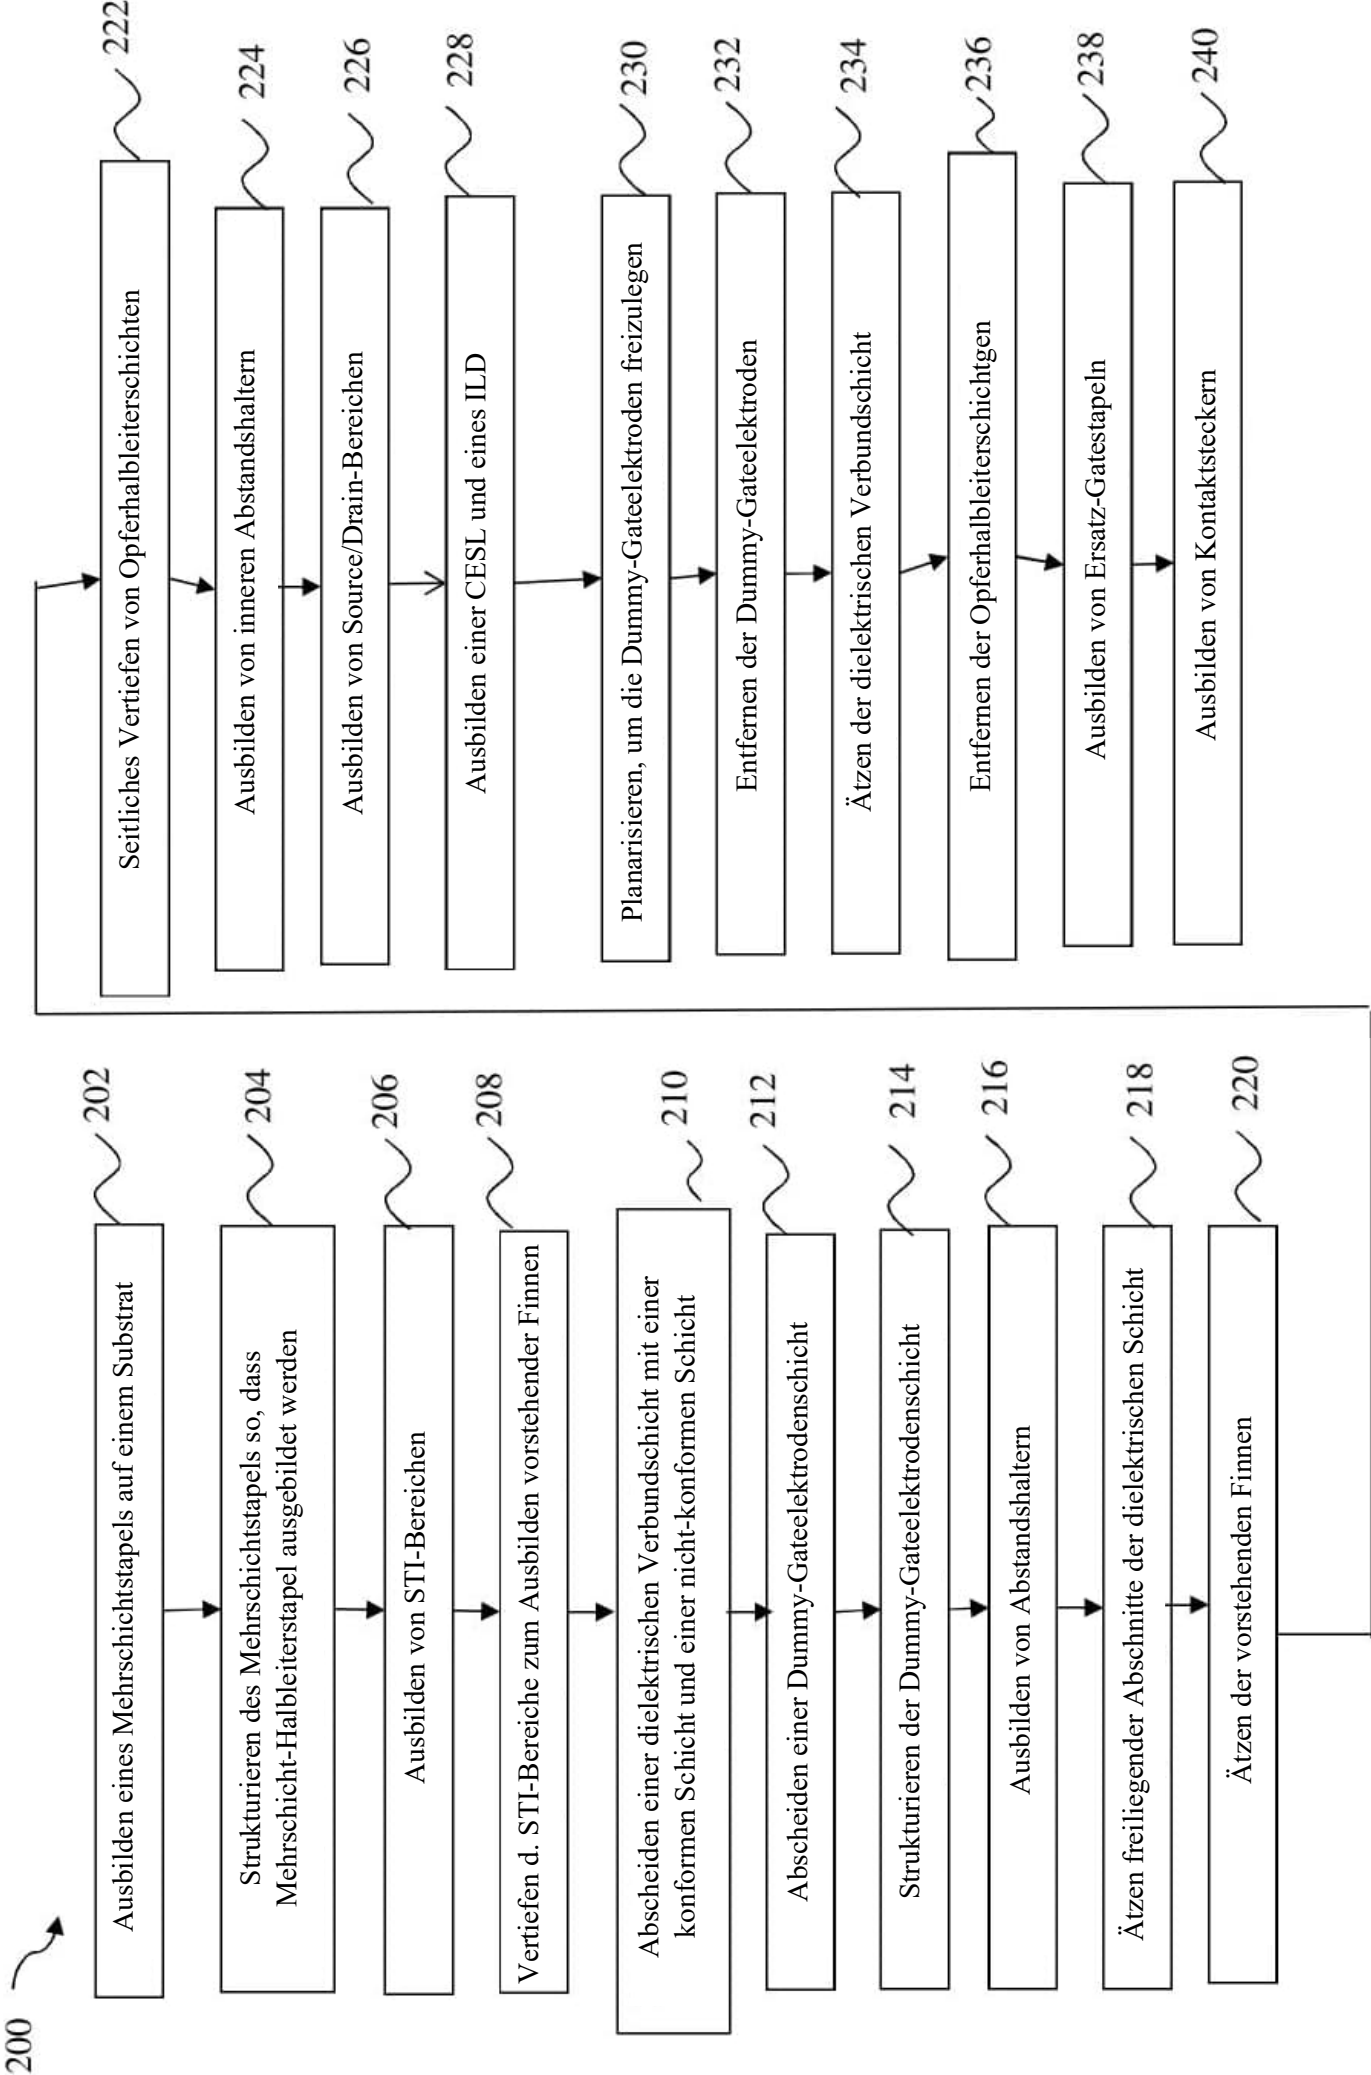 200
Ausbilden eines Mehrschichtstapels auf einem Substrat
202
Strukturieren des Mehrschichtstapels so, dass
Mehrschicht-Halbleiterstapel ausgebildet werden
204
Ausbilden von STI-Bereichen
206
Vertiefen d. STI-Bereiche zum Ausbilden vorstehender Finnen
208
Abscheiden einer dielektrischen Verbundschicht mit einer
konformen Schicht und einer nicht-konformen Schicht
210
Abscheiden einer Dummy-Gateelektrodenschicht
212
Strukturieren der Dummy-Gateelektrodenschicht
214
Ausbilden von Abstandshaltern
216
Ätzen freiliegender Abschnitte der dielektrischen Schicht
218
Ätzen der vorstehenden Finnen
220
Seitliches Vertiefen von Opferhalbleiterschichten
222
Ausbilden von inneren Abstandshaltern
224
Ausbilden von Source/Drain-Bereichen
226
Ausbilden einer CESL und eines ILD
228
Planarisieren, um die Dummy-Gateelektroden freizulegen
230
Entfernen der Dummy-Gateelektroden
232
Ätzen der dielektrischen Verbundschicht
234
Entfernen der Opferhalbleiterschichtgen
236
Ausbilden von Ersatz-Gatestapeln
238
Ausbilden von Kontaktsteckern
240